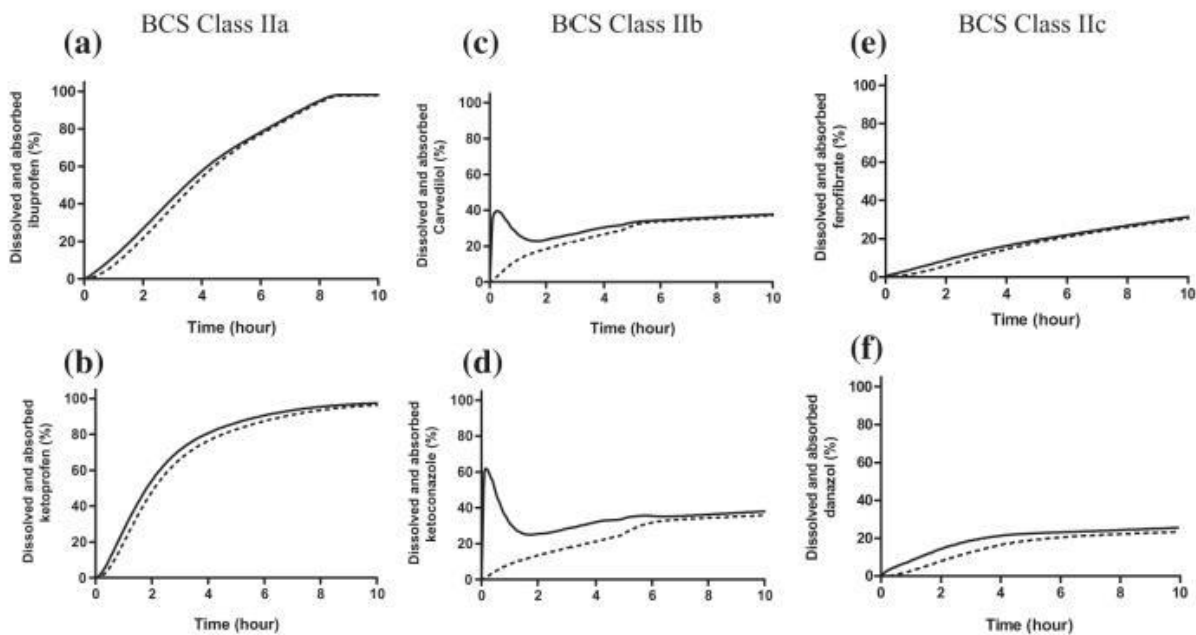 BCS Class IIa
BCS Class IIb
BCS Class IIc
(a)
(c)
(e)
Dissolved and absorbed
ibuprofen (%)
100
80
60
40
20
0
0 2 4 6 8 10
Time (hour)
Dissolved and absorbed
Carvedilol (%)
100
80
60
40
20
0
0 2 4 6 8 10
Time (hour)
Dissolved and absorbed
fenofibrate (%)
100
80
60
40
20
0
0 2 4 6 8 10
Time (hour)
(b)
(d)
(f)
Dissolved and absorbed
ketoprofen (%)
100
80
60
40
20
0
0 2 4 6 8 10
Time (hour)
Dissolved and absorbed
ketoconazole (%)
100
80
60
40
20
0
0 2 4 6 8 10
Time (hour)
Dissolved and absorbed
danazol (%)
100
80
60
40
20
0
0 2 4 6 8 10
Time (hour)